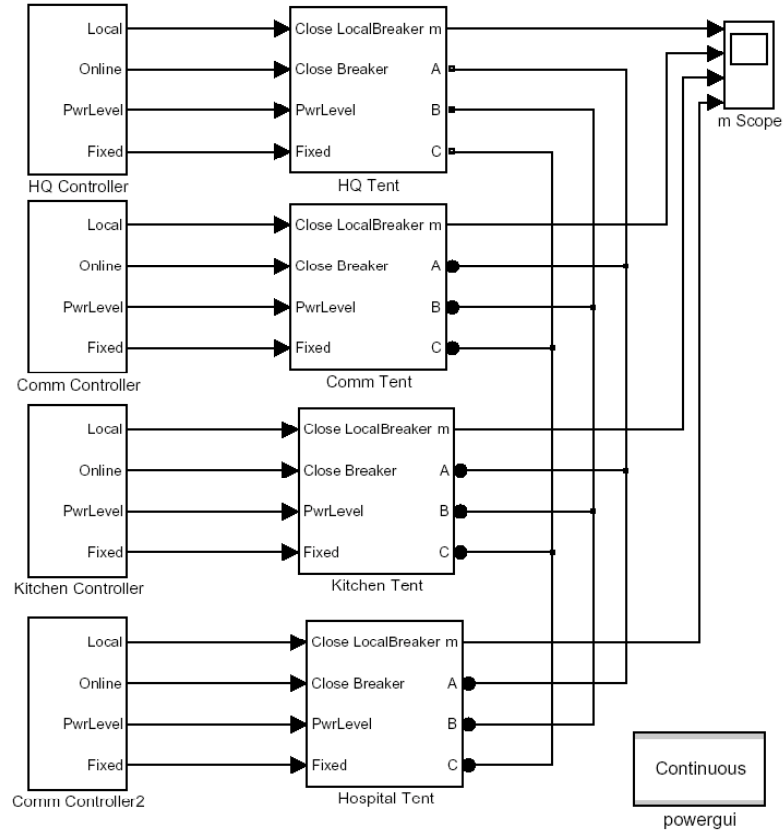 Local Close LocalBreaker m
Online Close Breaker A
PwrLevel PwrLevel B
Fixed Fixed C
HQ Controller HQ Tent
m Scope
Local Close LocalBreaker m
Online Close Breaker A
PwrLevel PwrLevel B
Fixed Fixed C
Comm Controller Comm Tent
Local Close LocalBreaker m
Online Close Breaker A
PwrLevel PwrLevel B
Fixed Fixed C
Kitchen Controller Kitchen Tent
Local Close LocalBreaker m
Online Close Breaker A
PwrLevel PwrLevel B
Fixed Fixed C
Comm Controller2 Hospital Tent
Continuous
powergui